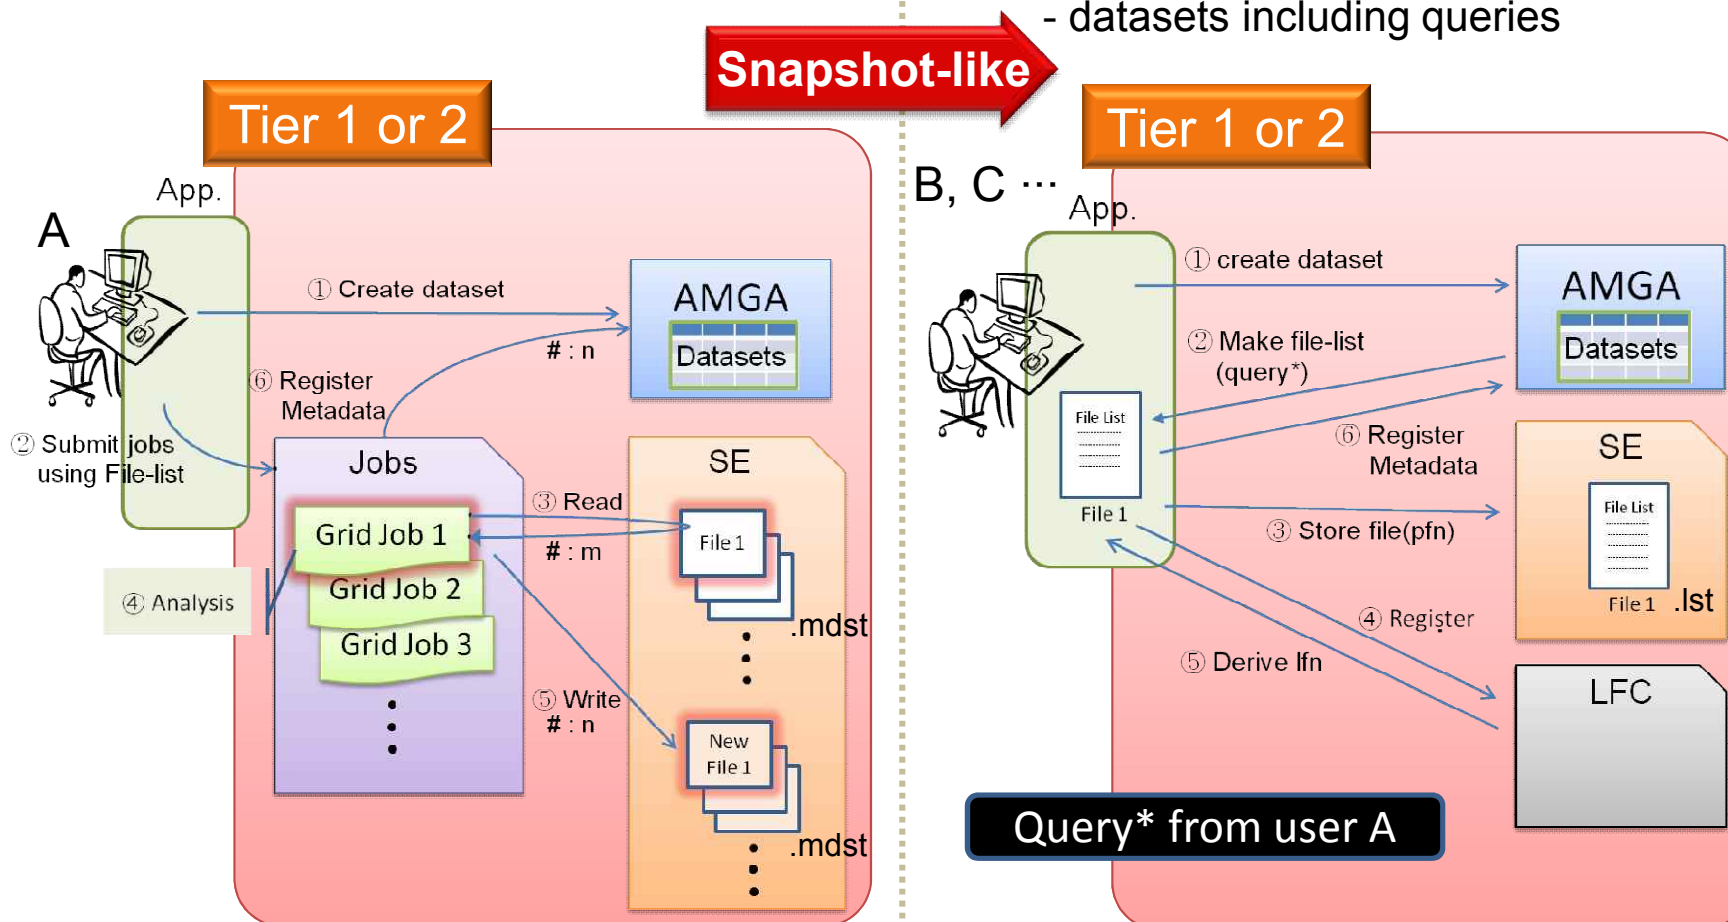 - datasets including queries
Snapshot-like
Tier 1 or 2
App.
A
① Create dataset
AMGA
Datasets
# : n
⑥ Register
Metadata
② Submit jobs
using File-list
Jobs
SE
Grid Job 1
③ Read
# : m
File 1
④ Analysis
Grid Job 2
Grid Job 3
.mdst
⑤ Write
# : n
New
File 1
.mdst
Tier 1 or 2
B, C ···
App.
① create dataset
AMGA
Datasets
② Make file-list
(query*)
File List
File 1
⑥ Register
Metadata
SE
File List
File 1 .lst
③ Store file(pfn)
④ Register
⑤ Derive lfn
LFC
Query* from user A